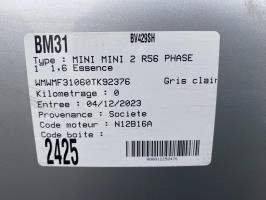 BM31 BV429SH
Type : MINI MINI 2 R56 PHASE
1 1.6 Essence
WMWMF31060TK92376 Gris clair
Kilometrage : 0
Entree : 04/12/2023
Provenance : Societe
Code moteur : N12B16A
Code boite :
2425